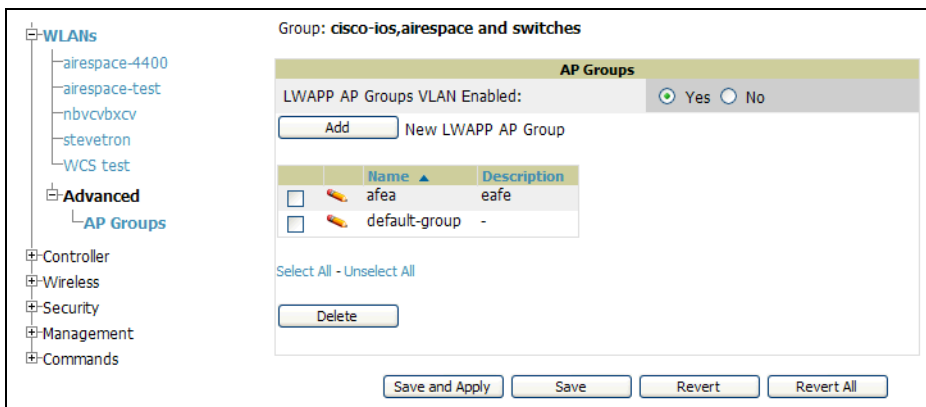 WLANs
airespace-4400
airespace-test
nbvcvbxcv
stevetron
WCS test
Advanced
AP Groups
Controller
Wireless
Security
Management
Commands
Group: cisco-ios,airespace and switches
AP Groups
LWAPP AP Groups VLAN Enabled: Yes No
Add New LWAPP AP Group
Name Description
afea eafe
default-group -
Select All - Unselect All
Delete
Save and Apply Save Revert Revert All